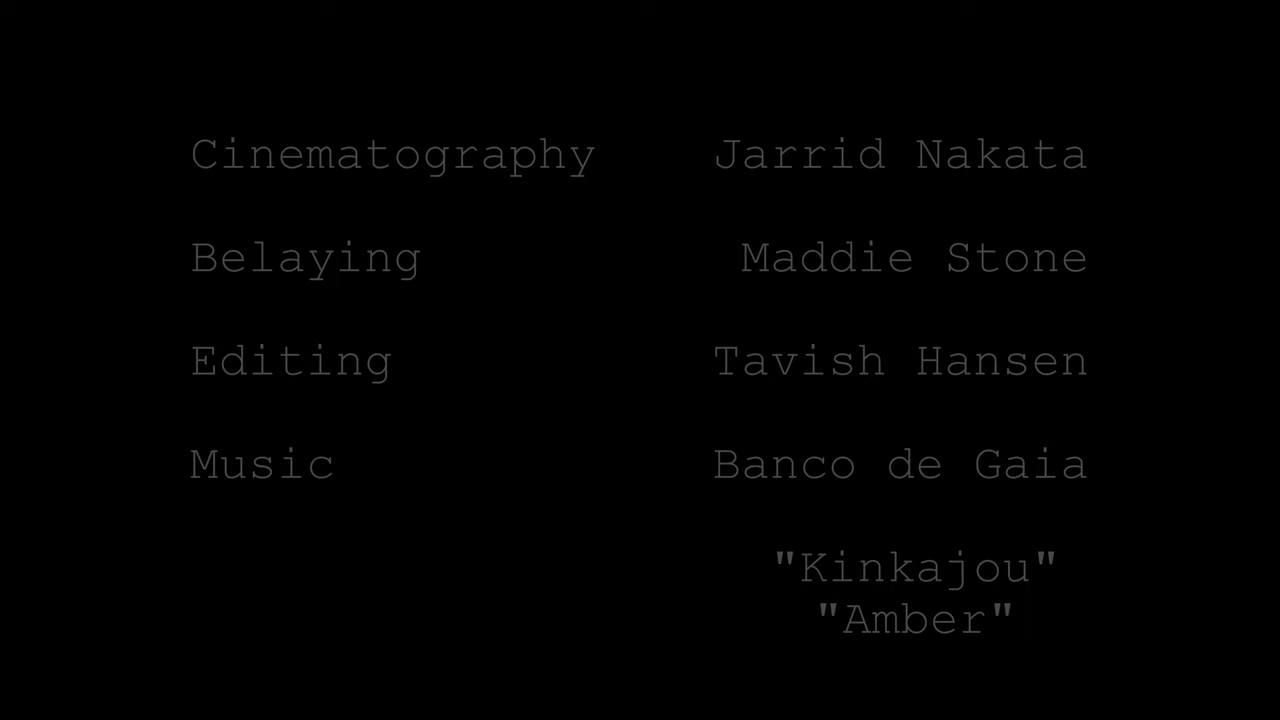 Cinematography Jarrid Nakata
Belaying Maddie Stone
Editing Tavish Hansen
Music Banco de Gaia
"Kinkajou"
"Amber"